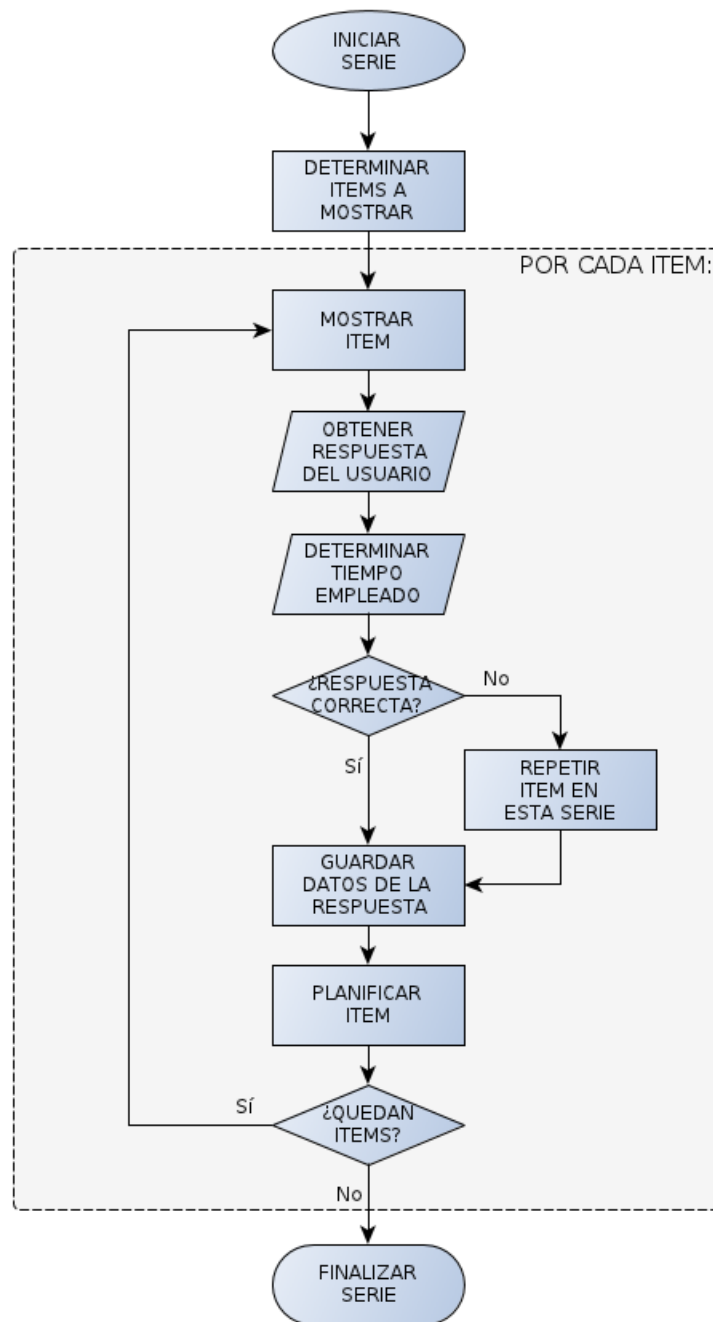 INICIAR
SERIE
DETERMINAR
ITEMS A
MOSTRAR
POR CADA ITEM:
MOSTRAR
ITEM
OBTENER
RESPUESTA
DEL USUARIO
DETERMINAR
TIEMPO
EMPLEADO
¿RESPUESTA
CORRECTA?
No
Sí
REPETIR
ITEM EN
ESTA SERIE
GUARDAR
DATOS DE LA
RESPUESTA
PLANIFICAR
ITEM
Sí
¿QUEDAN
ITEMS?
No
FINALIZAR
SERIE